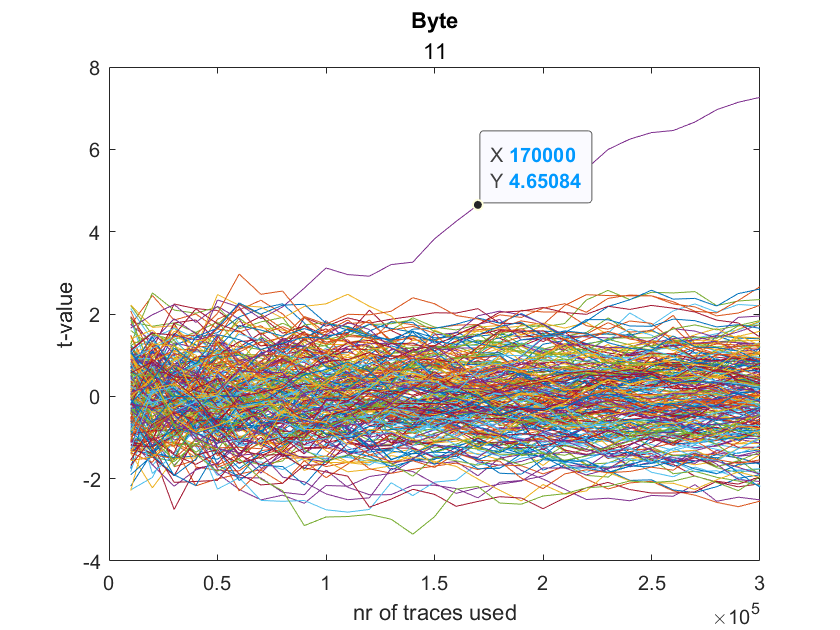 Byte
11
8
6
4
2
0
-2
-4
t-value
X 170000
Y 4.65084
0 0.5 1 1.5 2 2.5 3
nr of traces used
×10^5